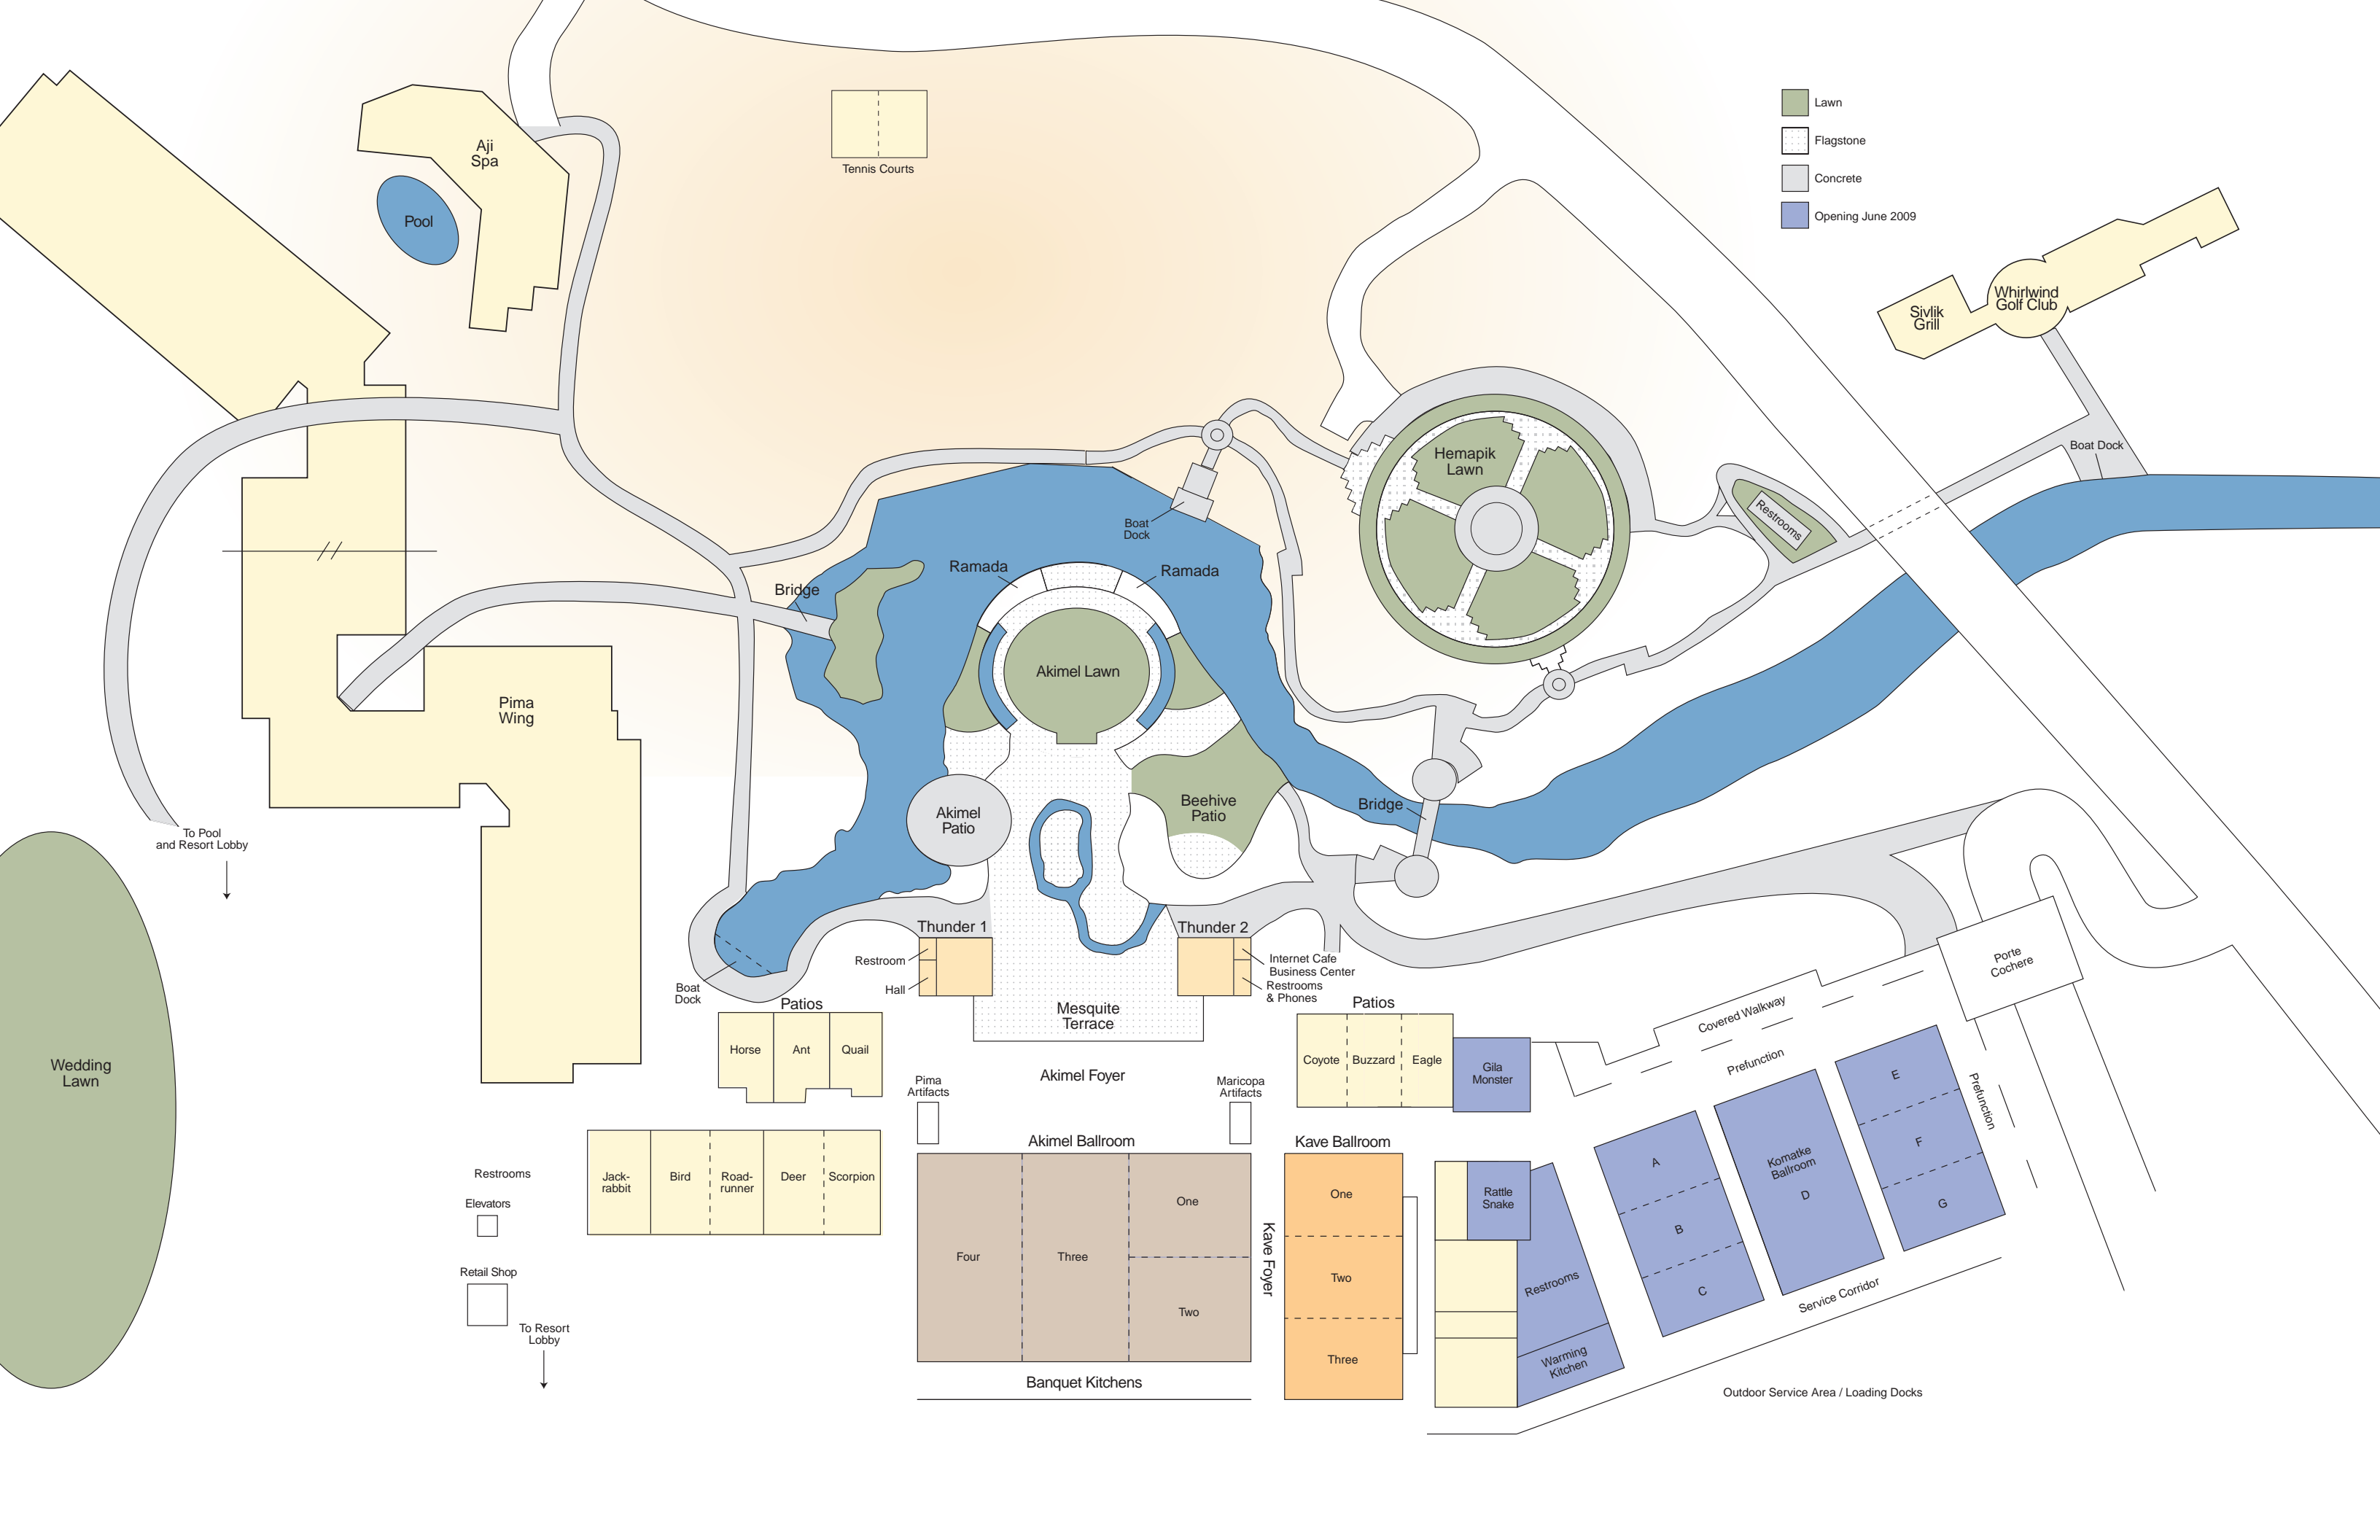 Lawn
Flagstone
Concrete
Opening June 2009
Aji
Spa
Pool
Tennis Courts
Whirlwind
Golf Club
Sivlik
Grill
Boat Dock
Hemapik
Lawn
Restrooms
Boat
Dock
Ramada
Ramada
Bridge
Akimel Lawn
Pima
Wing
Akimel
Patio
Beehive
Patio
Bridge
To Pool
and Resort Lobby
Thunder 1
Thunder 2
Restroom
Hall
Internet Cafe
Business Center
Restrooms
& Phones
Boat
Dock
Mesquite
Terrace
Porte
Cochere
Covered Walkway
Prefunction
Prefunction
Patios
Horse
Ant
Quail
Patios
Coyote
Buzzard
Eagle
Gila
Monster
Wedding
Lawn
Akimel Foyer
Pima
Artifacts
Maricopa
Artifacts
Akimel Ballroom
Kave Ballroom
Jack-
rabbit
Bird
Road-
runner
Deer
Scorpion
Restrooms
Elevators
Retail Shop
To Resort
Lobby
Four
Three
One
Two
Kave Foyer
One
Two
Three
Rattle
Snake
Restrooms
Warming
Kitchen
A
B
C
Komatke
Ballroom
D
E
F
G
Service Corridor
Banquet Kitchens
Outdoor Service Area / Loading Docks